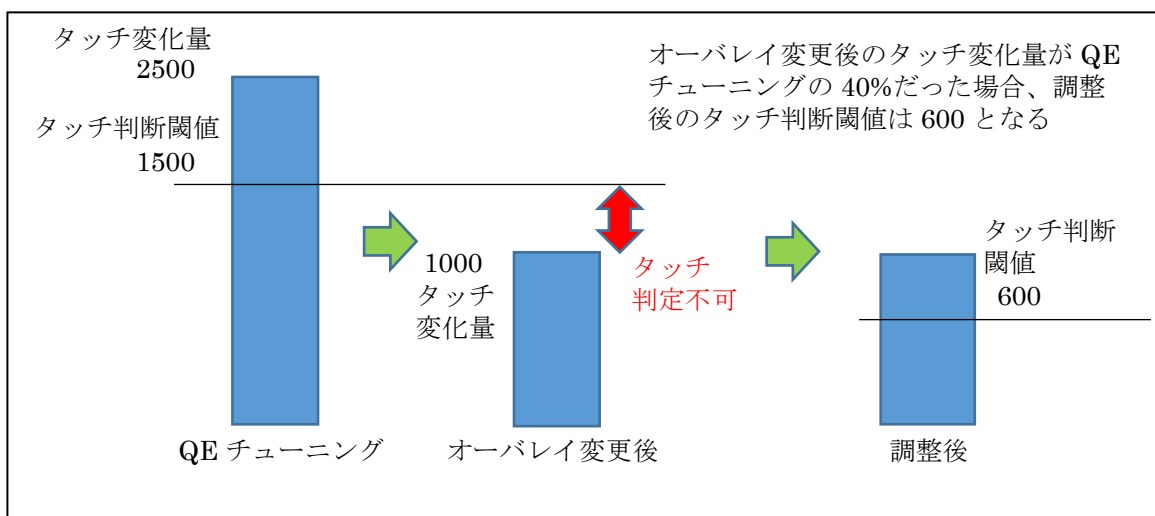 タッチ変化量
2500
タッチ判断閾値
1500
オーバレイ変更後のタッチ変化量が QE
チューニングの 40%だった場合、調整
後のタッチ判断閾値は 600 となる
1000
タッチ
変化量
タッチ
判定不可
タッチ判断
閾値
600
QE チューニング
オーバレイ変更後
調整後